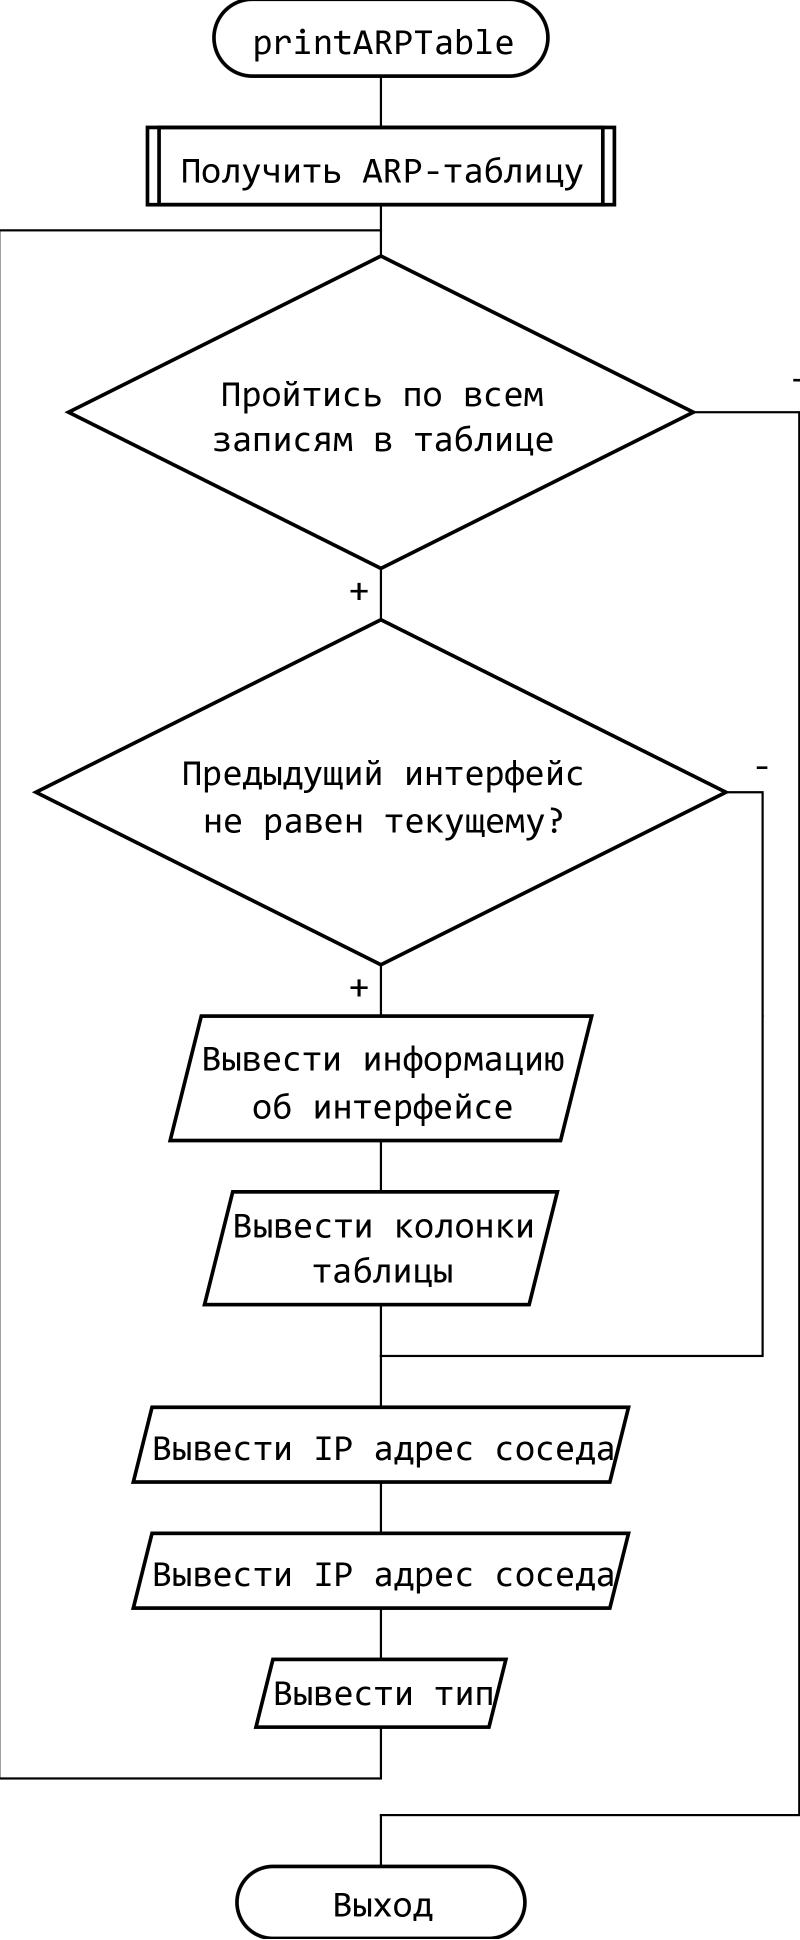 printARPTable
Получить ARP-таблицу
Пройтись по всем
записям в таблице
-
+
Предыдущий интерфейс
не равен текущему?
-
+
Вывести информацию
об интерфейсе
Вывести колонки
таблицы
Вывести IP адрес соседа
Вывести IP адрес соседа
Вывести тип
Выход